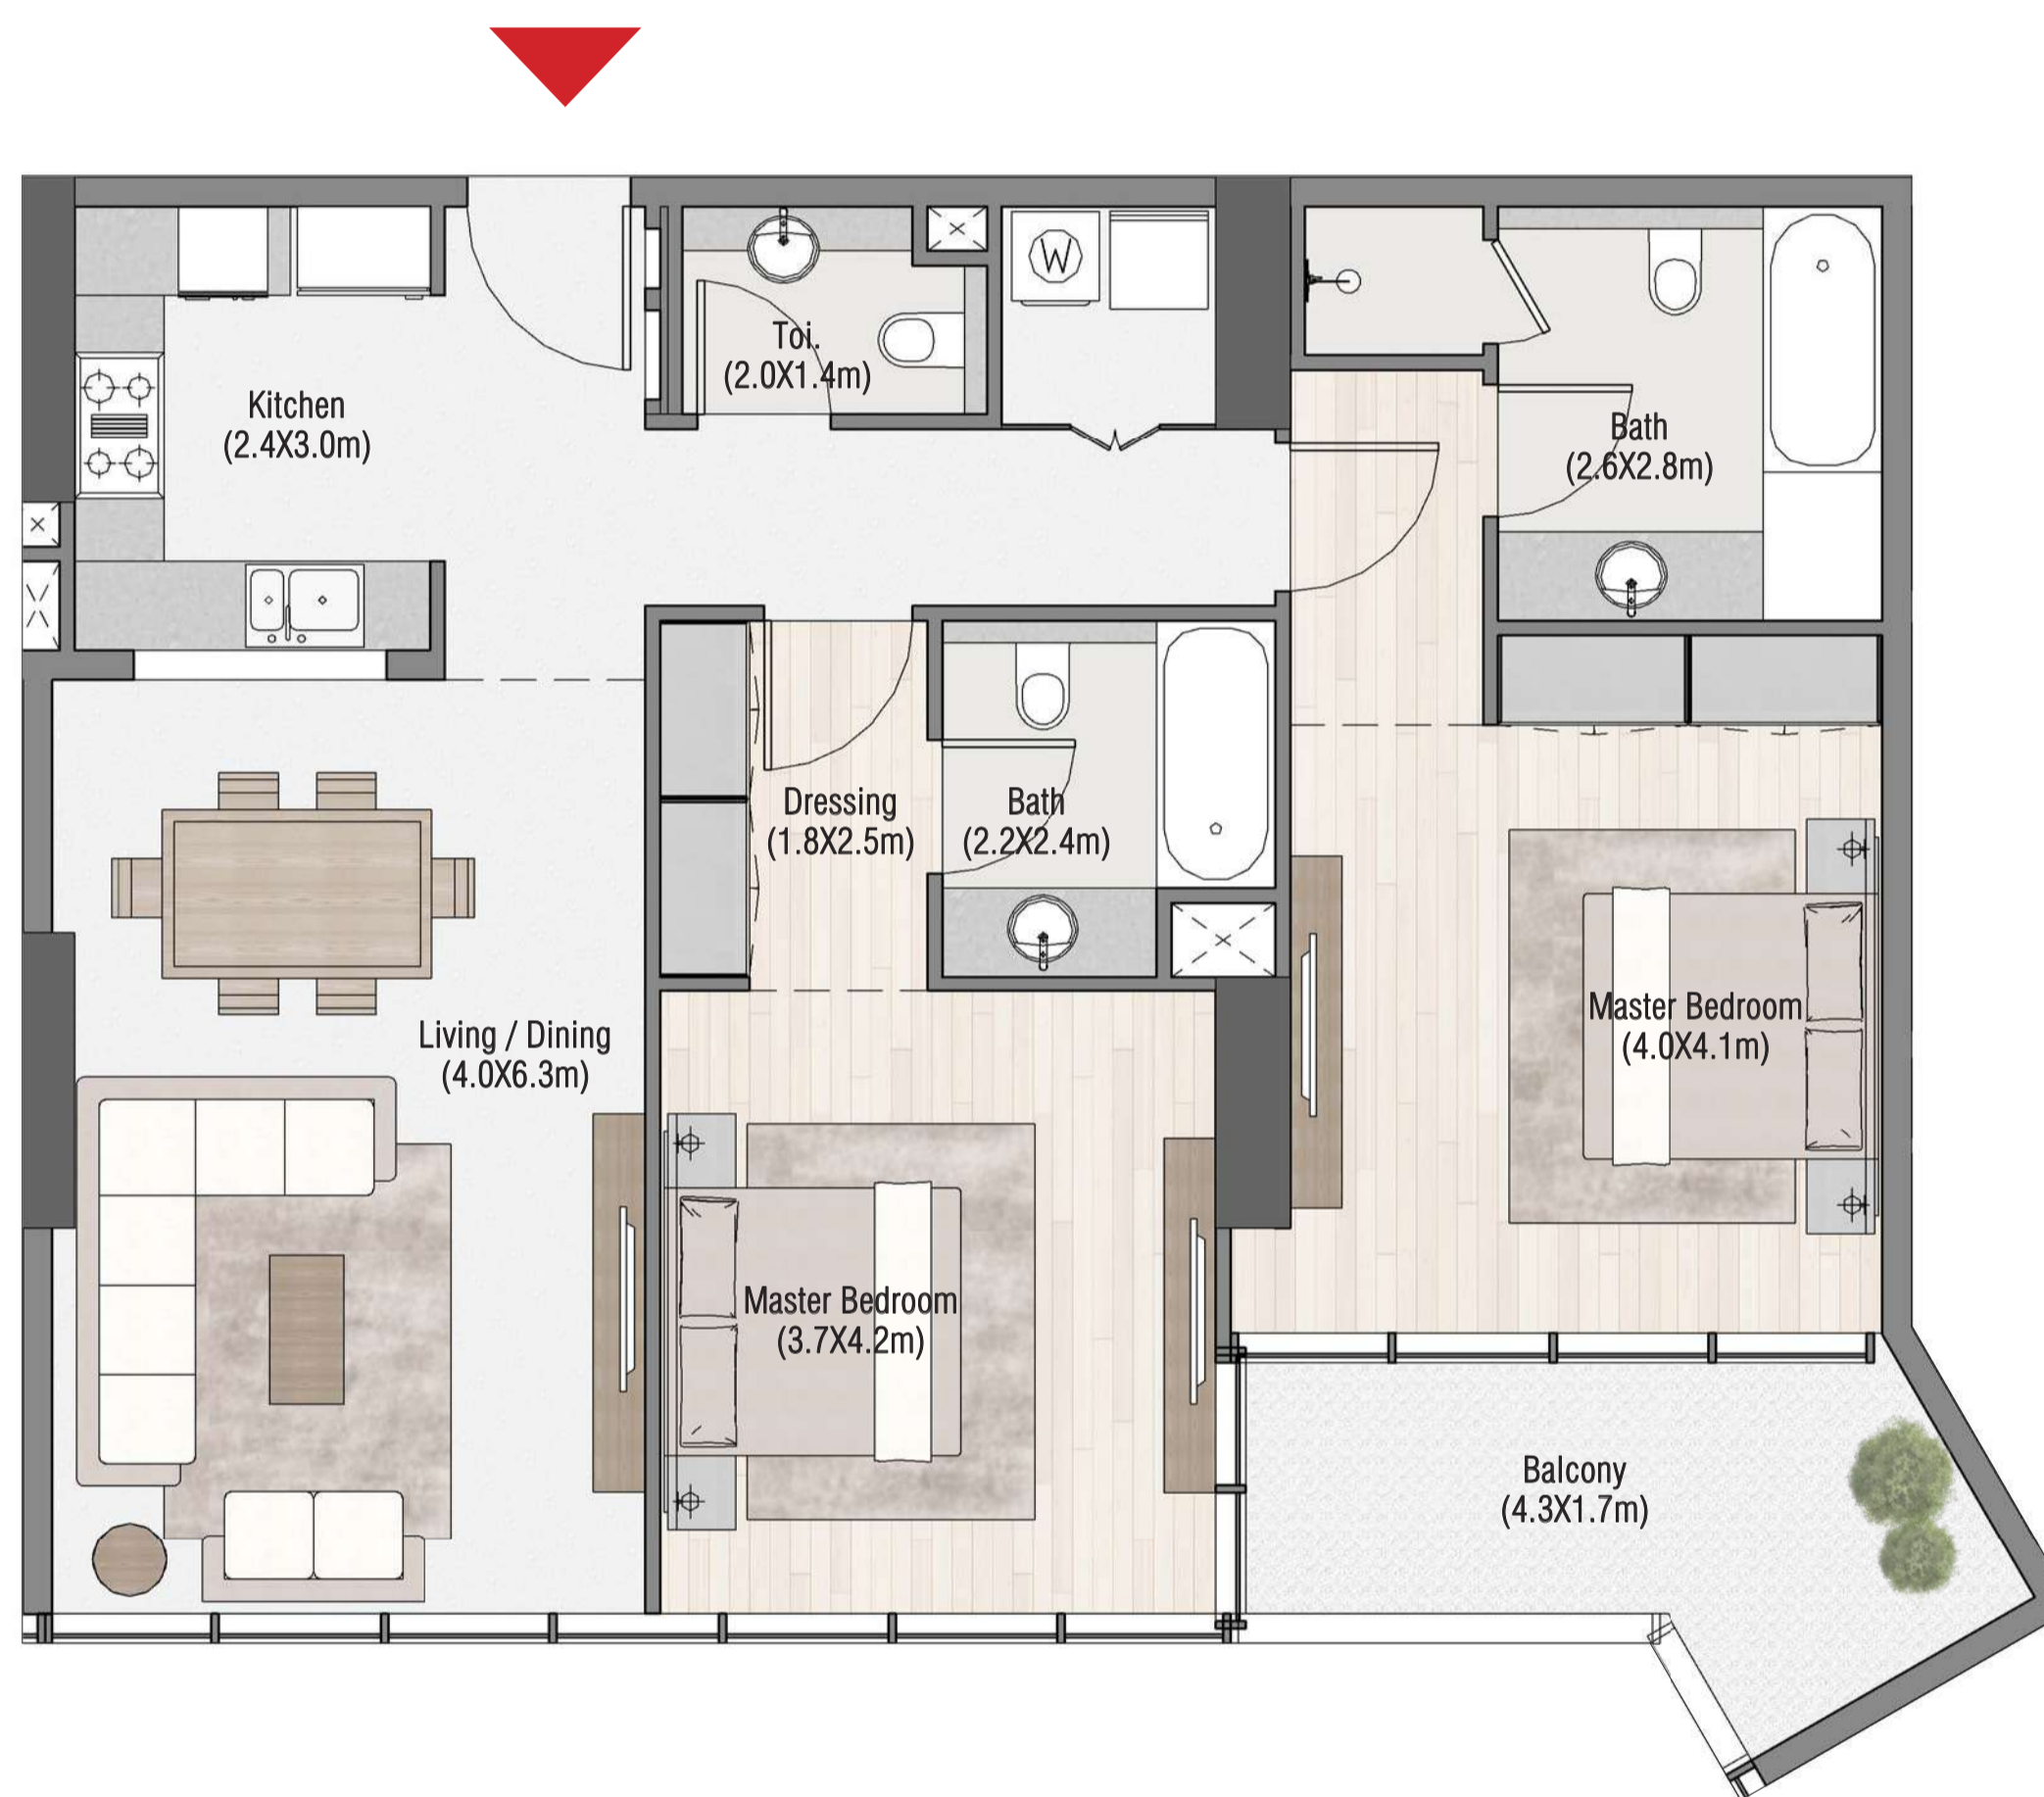 W
Toi.
(2.0X1.4m)
Kitchen
(2.4X3.0m)
Bath
(2.6X2.8m)
Dressing
(1.8X2.5m)
Bath
(2.2X2.4m)
Living / Dining
(4.0X6.3m)
Master Bedroom
(4.0X4.1m)
Master Bedroom
(3.7X4.2m)
Balcony
(4.3X1.7m)